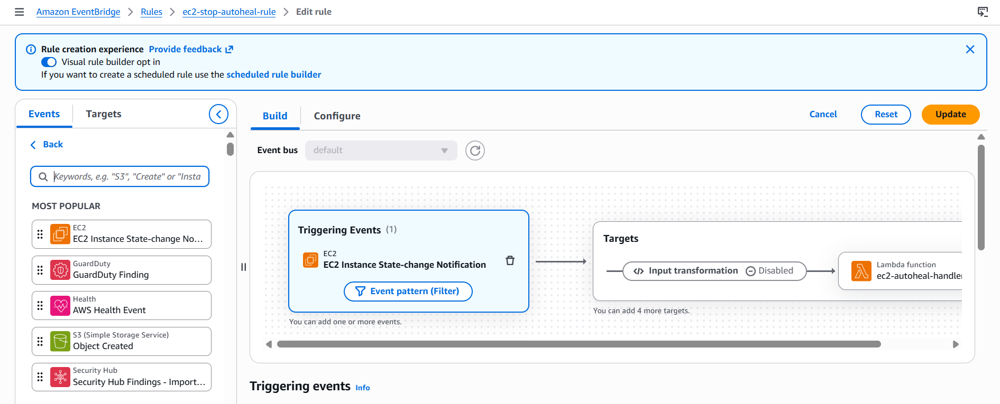 Amazon EventBridge > Rules > ec2-stop-autoheal-rule > Edit rule
Rule creation experience Provide feedback
Visual rule builder opt in
If you want to create a scheduled rule use the scheduled rule builder
Events Targets
Back
Keywords, e.g. "S3", "Create" or "Insta
MOST POPULAR
EC2
EC2 Instance State-change No...
GuardDuty
GuardDuty Finding
Health
AWS Health Event
S3 (Simple Storage Service)
Object Created
Security Hub
Security Hub Findings - Import...
Build Configure Cancel Reset Update
Event bus default
Triggering Events (1)
EC2
EC2 Instance State-change Notification
Event pattern (Filter)
You can add one or more events.
Targets
Input transformation Disabled
Lambda function
ec2-autoheal-handler
You can add 4 more targets.
Triggering events Info